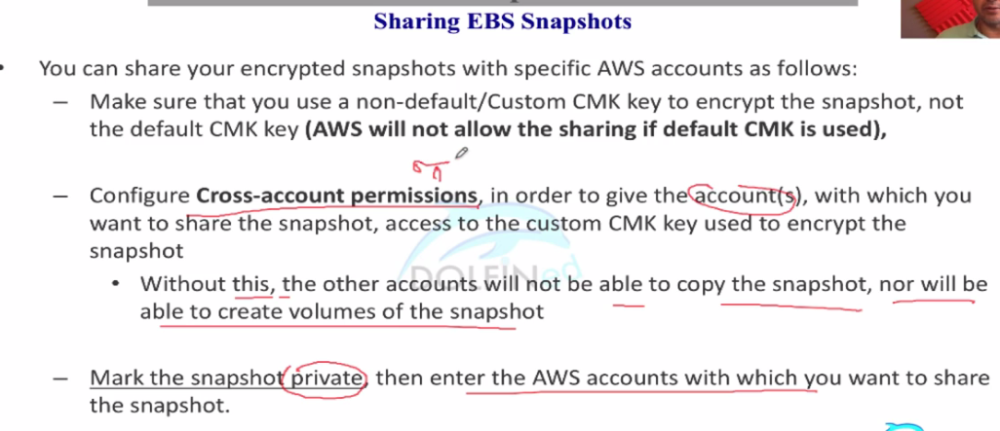 Sharing EBS Snapshots
• You can share your encrypted snapshots with specific AWS accounts as follows:
– Make sure that you use a non-default/Custom CMK key to encrypt the snapshot, not
the default CMK key (AWS will not allow the sharing if default CMK is used),
– Configure Cross-account permissions, in order to give the account(s), with which you
want to share the snapshot, access to the custom CMK key used to encrypt the
snapshot
DOLFINed
• Without this, the other accounts will not be able to copy the snapshot, nor will be
able to create volumes of the snapshot
– Mark the snapshot private, then enter the AWS accounts with which you want to share
the snapshot.